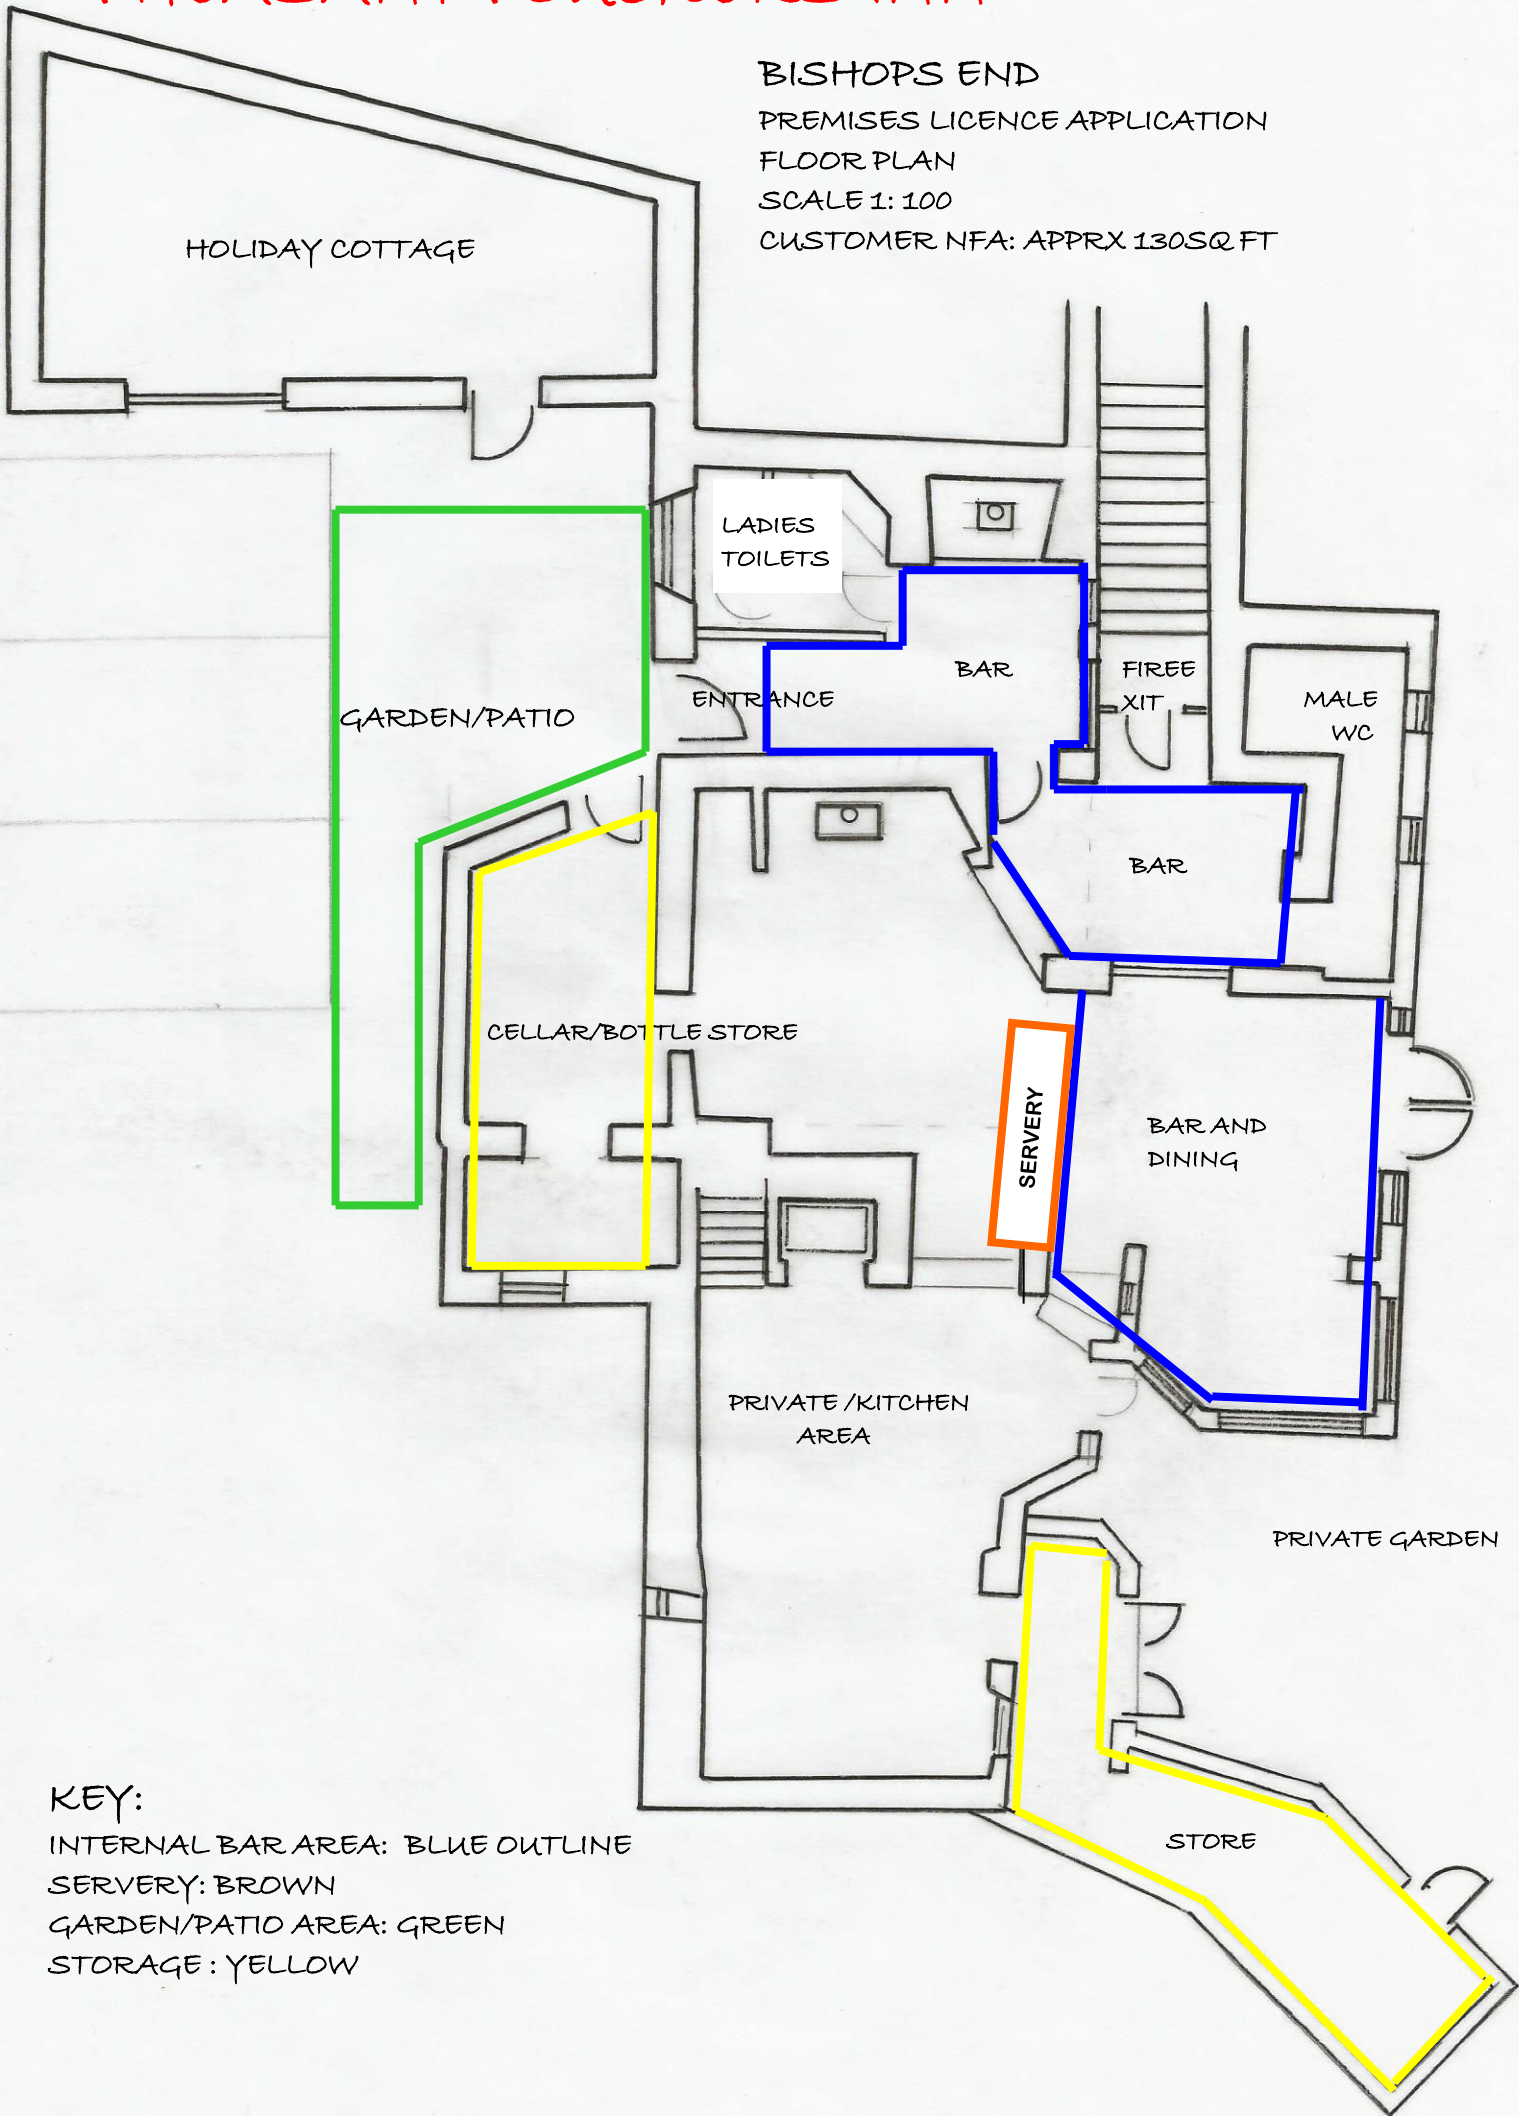 BISHOPS END
PREMISES LICENCE APPLICATION
FLOOR PLAN
SCALE 1: 100
CUSTOMER NFA: APPRX 130SQ FT
HOLIDAY COTTAGE
LADIES
TOILETS
BAR
FIREE
XIT
MALE
WC
ENTRANCE
GARDEN/PATIO
BAR
CELLAR/BOTTLE STORE
SERVERY
BAR AND
DINING
PRIVATE /KITCHEN
AREA
PRIVATE GARDEN
STORE
KEY:
INTERNAL BAR AREA: BLUE OUTLINE
SERVERY: BROWN
GARDEN/PATIO AREA: GREEN
STORAGE : YELLOW